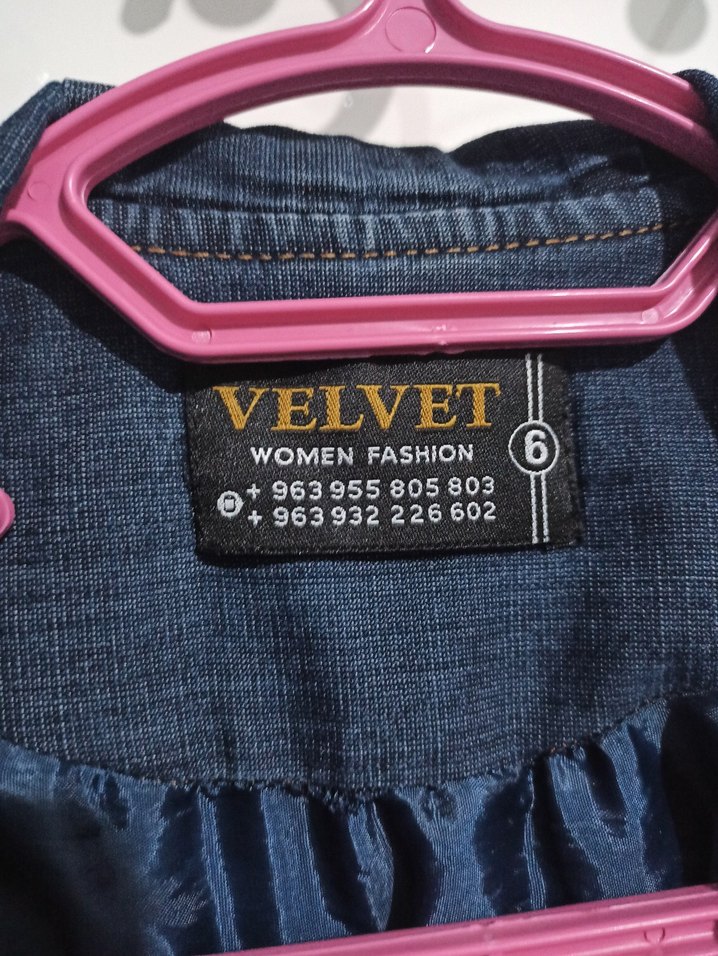 VELVET
WOMEN FASHION
6
+ 963 955 805 803
+ 963 932 226 602